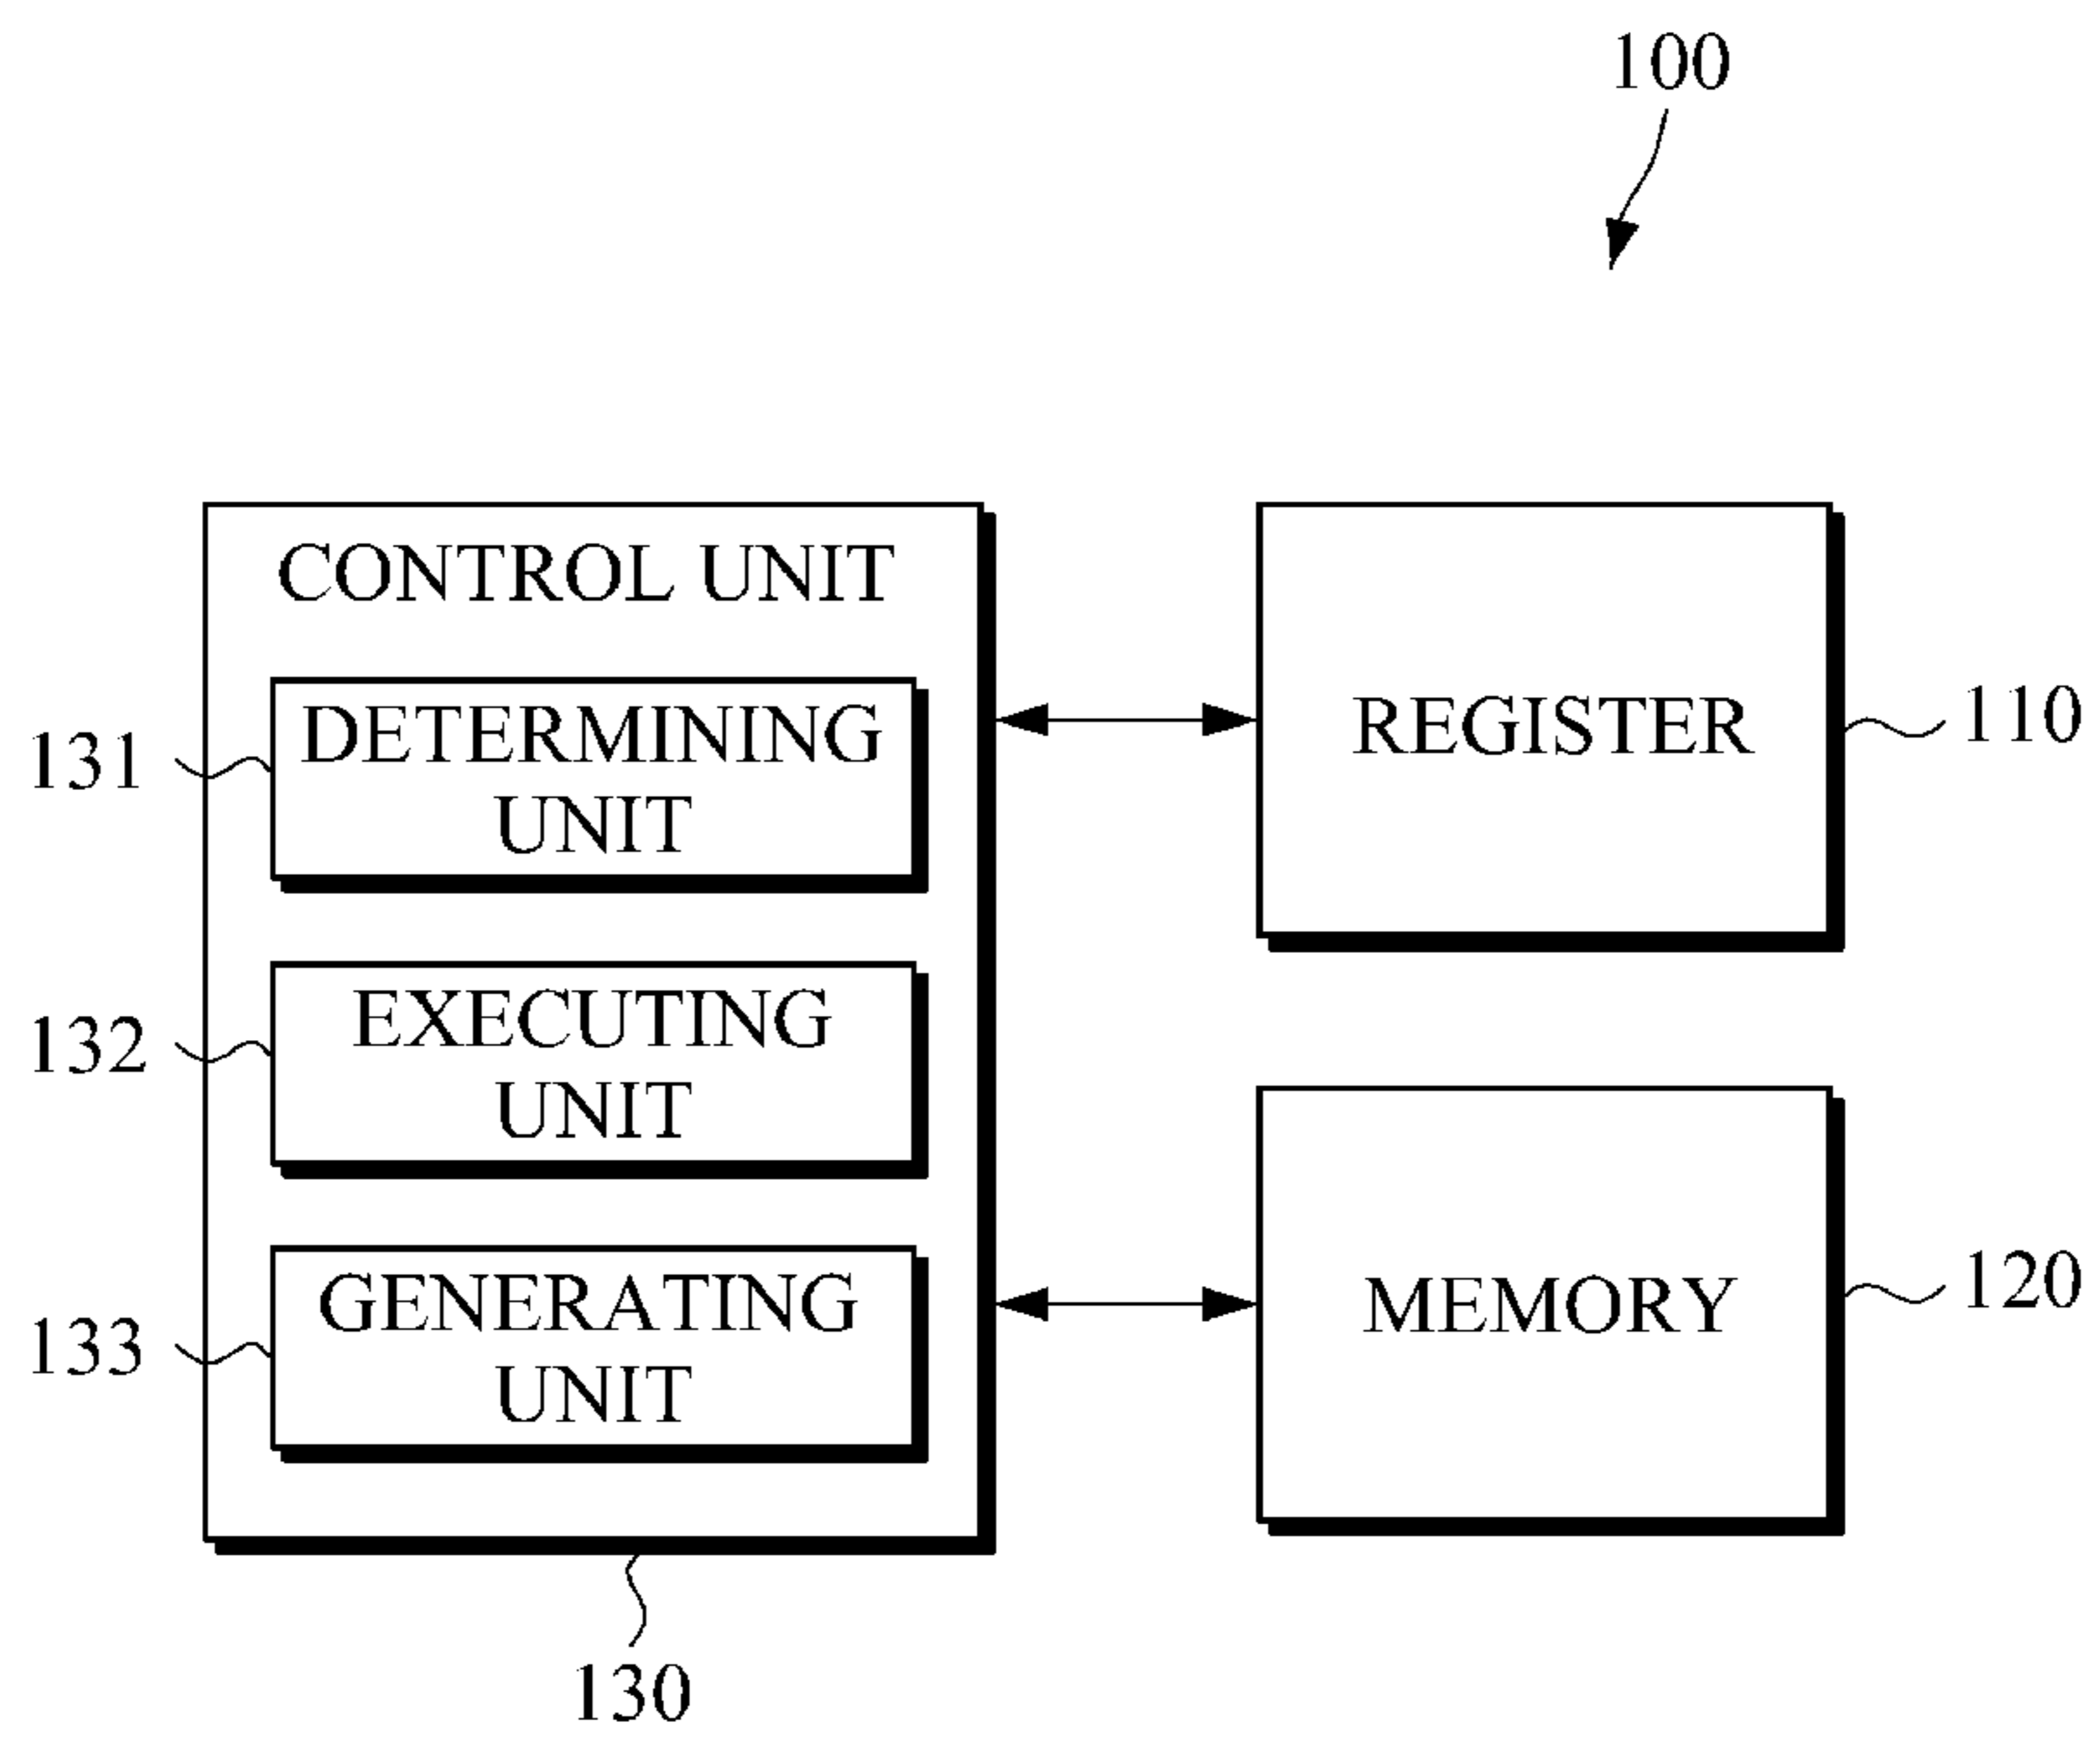 100
CONTROL UNIT
DETERMINING
UNIT
131
EXECUTING
UNIT
132
GENERATING
UNIT
133
130
REGISTER
110
MEMORY
120